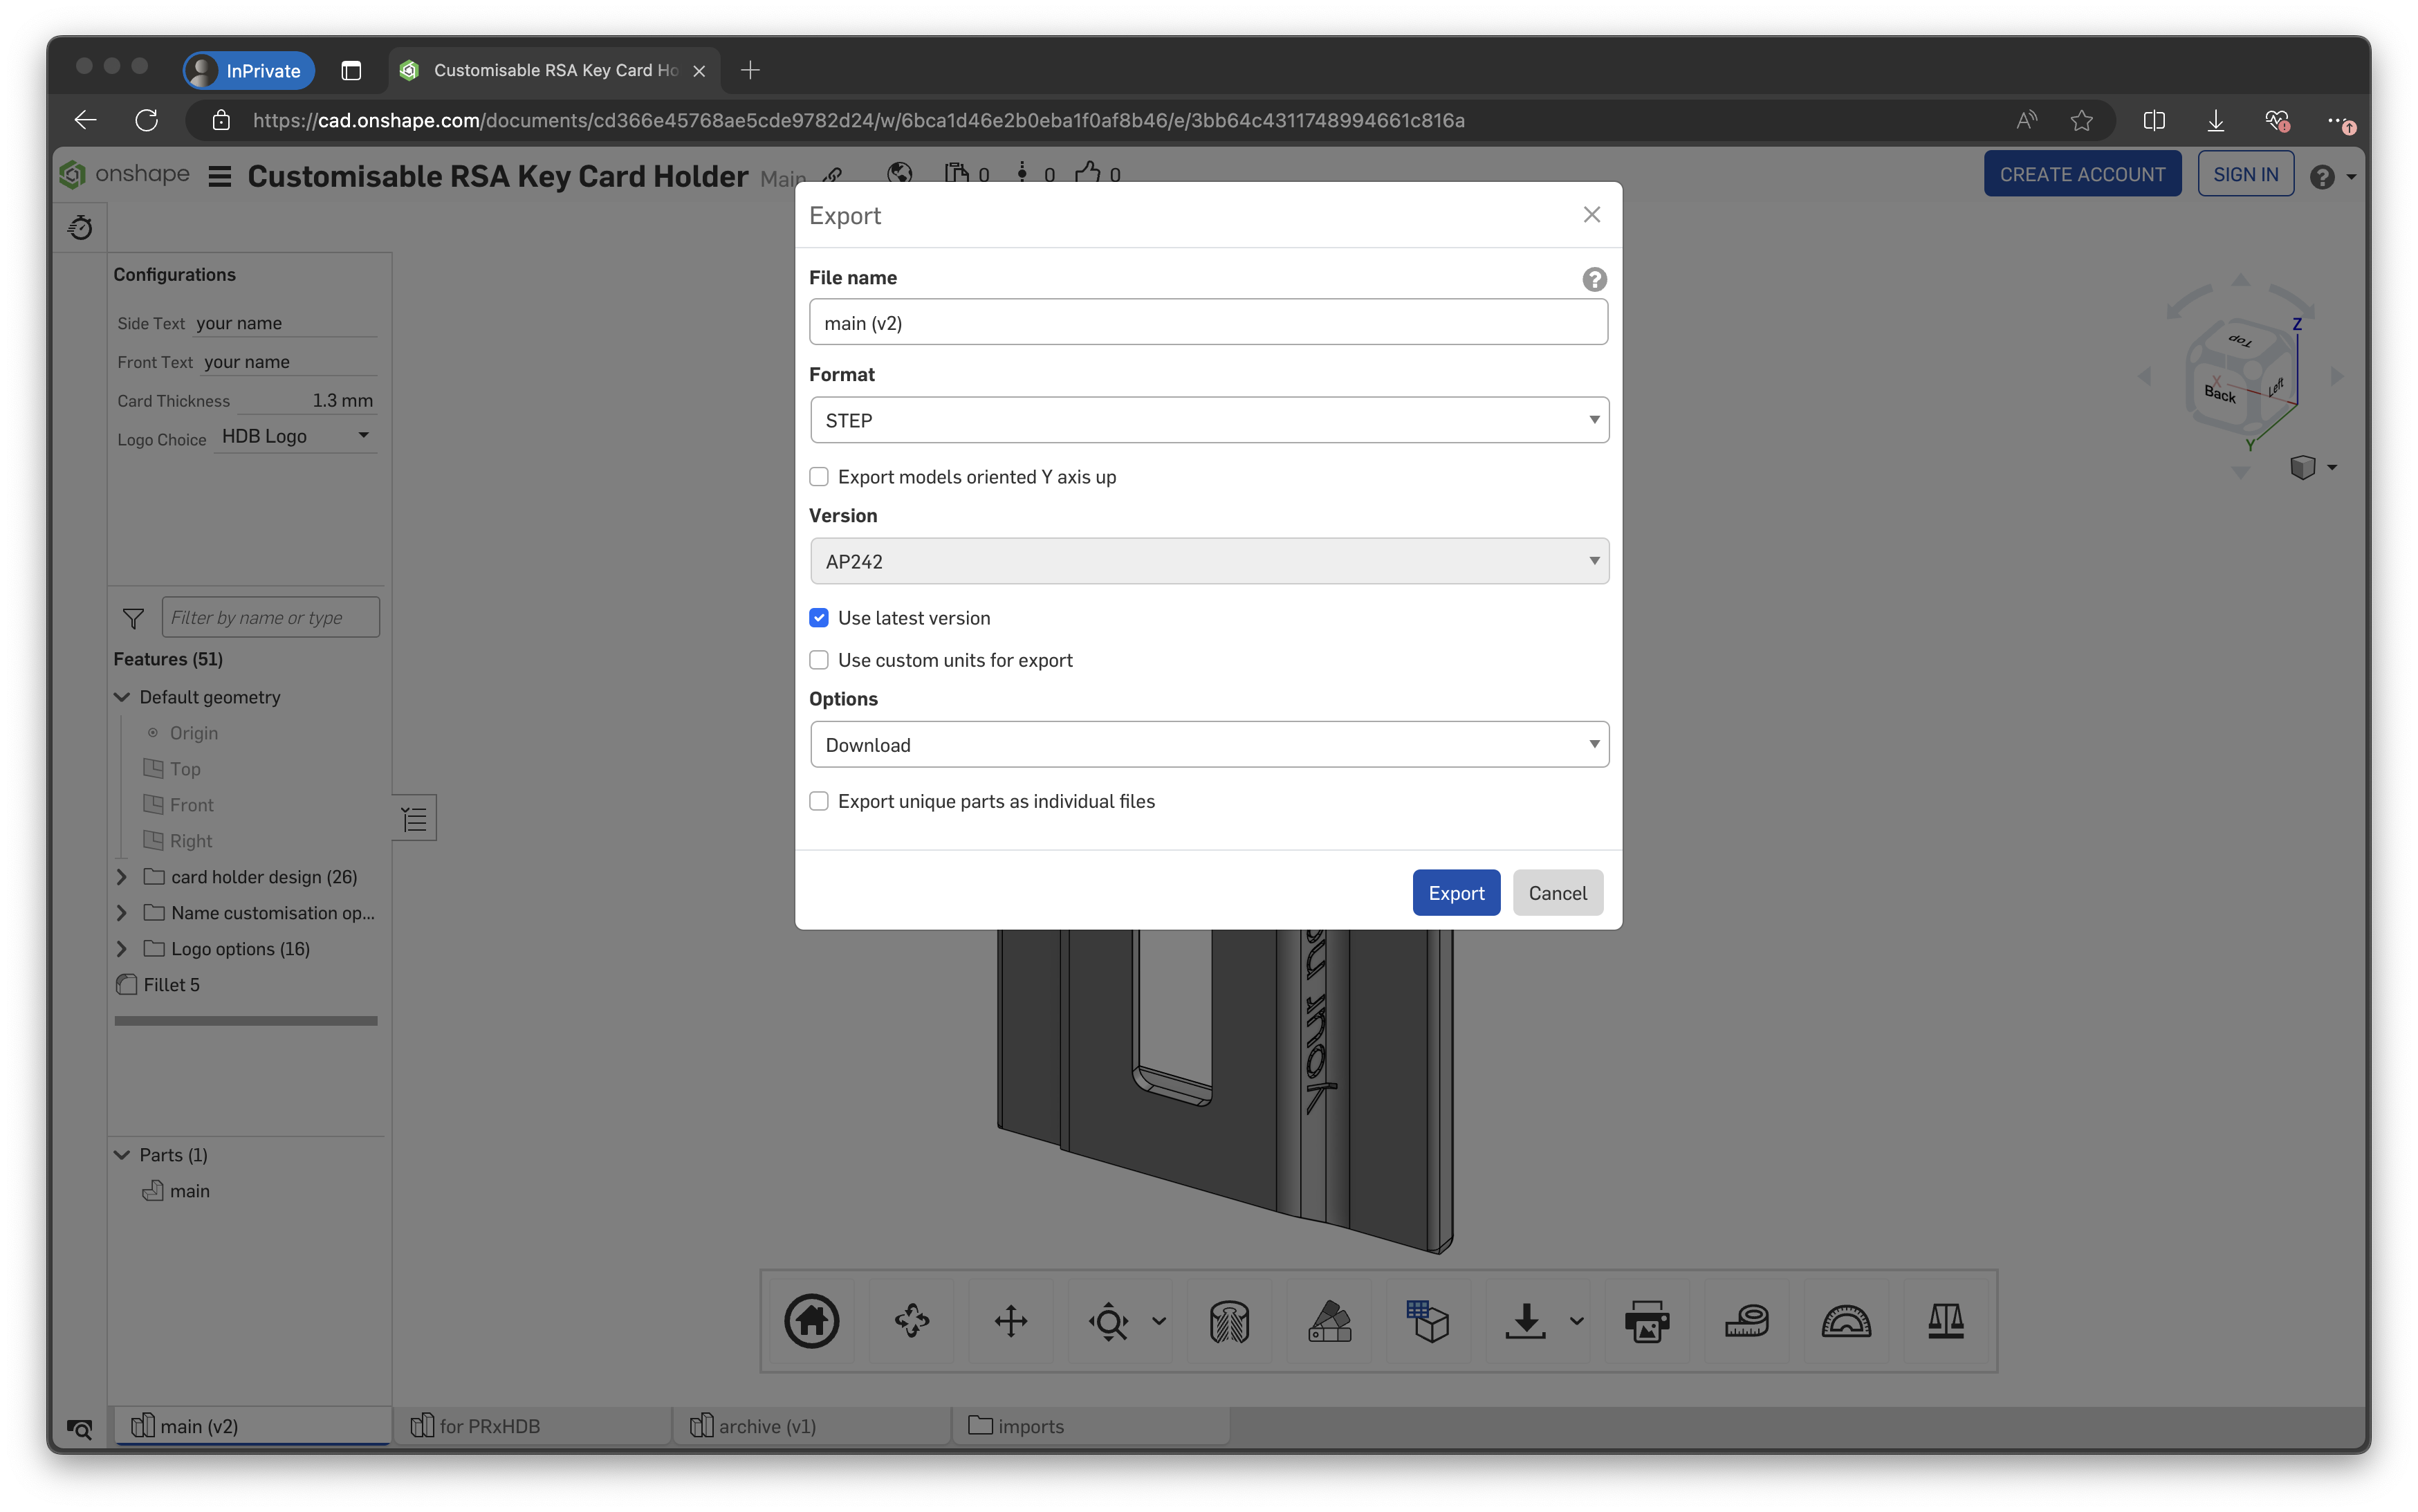 InPrivate
Customisable RSA Key Card Ho
https://cad.onshape.com/documents/cd366e45768ae5cde9782d24/w/6bca1d46e2b0eba1f0af8b46/e/3bb64c4311748994661c816a
onshape
Customisable RSA Key Card Holder Main
0
0
0
CREATE ACCOUNT
SIGN IN
Configurations
Side Text your name
Front Text your name
Card Thickness 1.3 mm
Logo Choice HDB Logo
Filter by name or type
Features (51)
Default geometry
Origin
Top
Front
Right
card holder design (26)
Name customisation op...
Logo options (16)
Fillet 5
Parts (1)
main
Export
File name
main (v2)
Format
STEP
Export models oriented Y axis up
Version
AP242
Use latest version
Use custom units for export
Options
Download
Export unique parts as individual files
Export
Cancel
Z
Top
X
Back
Left
Y
main (v2)
for PRxHDB
archive (v1)
imports